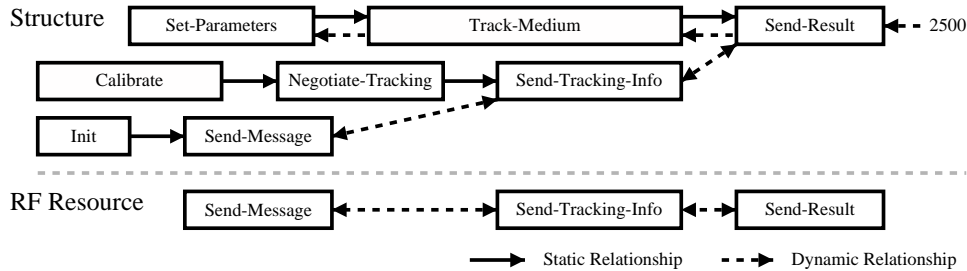 Structure
Set-Parameters
Track-Medium
Send-Result
2500
Calibrate
Negotiate-Tracking
Send-Tracking-Info
Init
Send-Message
RF Resource
Send-Message
Send-Tracking-Info
Send-Result
Static Relationship
Dynamic Relationship